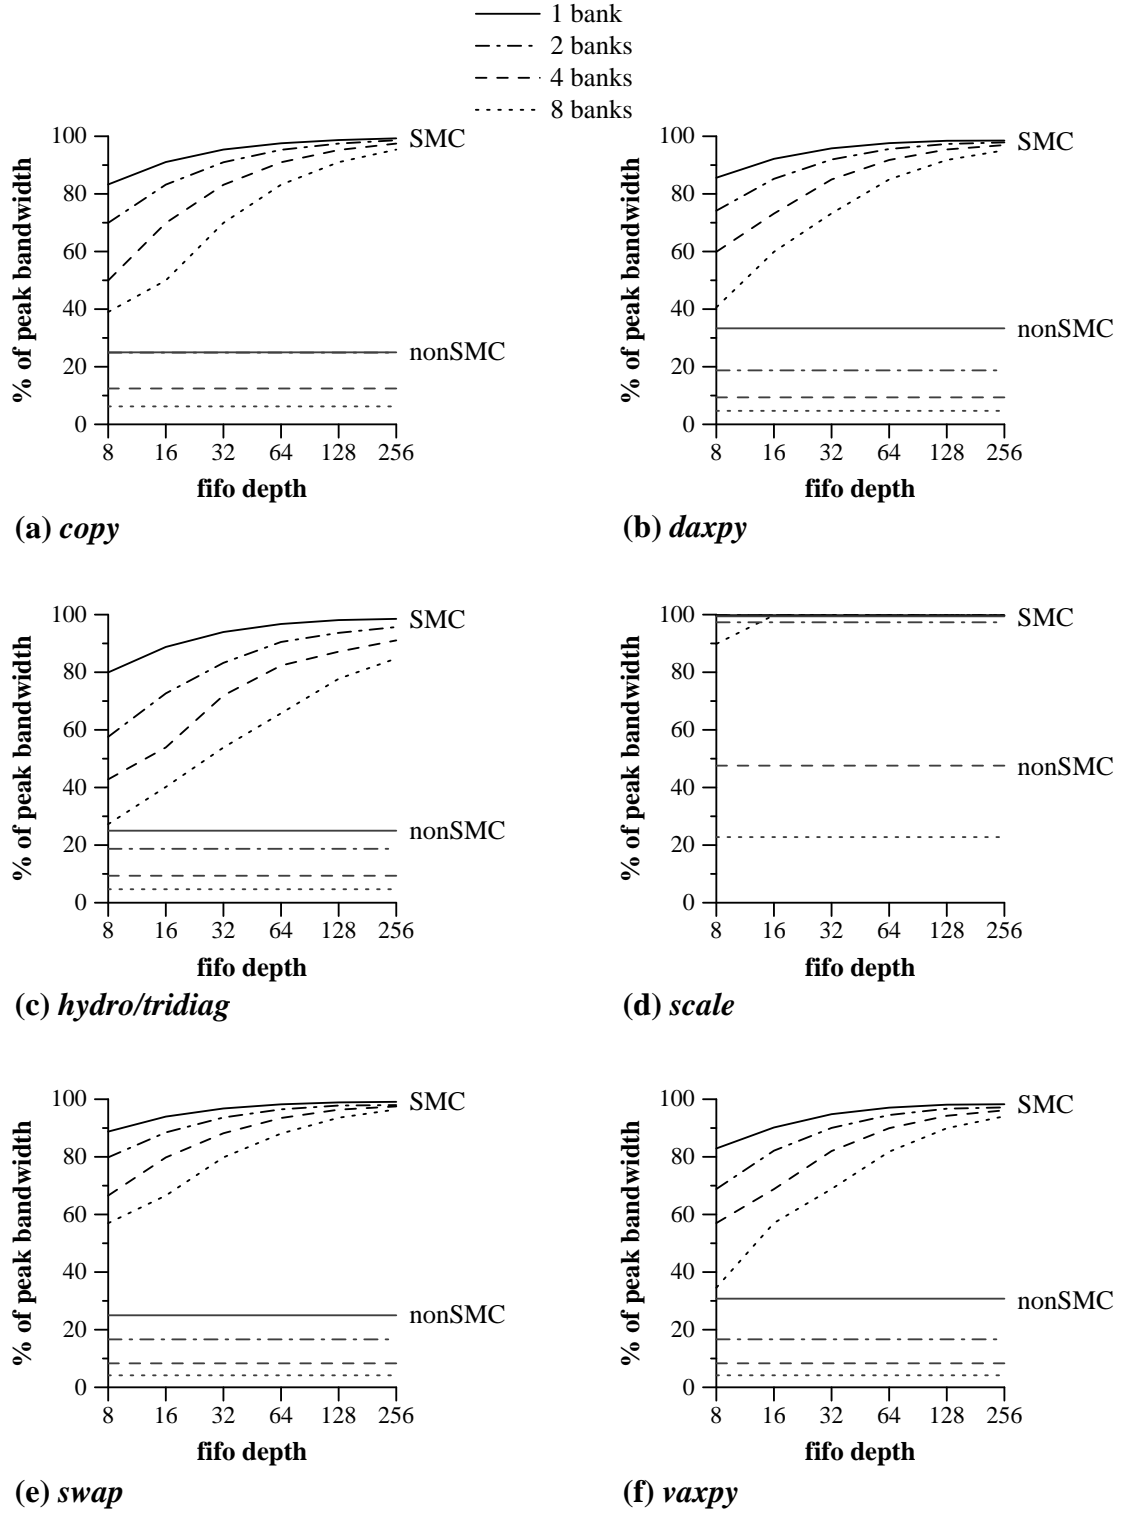 1 bank
2 banks
4 banks
8 banks
100
80
60
40
20
0
% of peak bandwidth
SMC
nonSMC
8 16 32 64 128 256
fifo depth
(a) copy
100
80
60
40
20
0
% of peak bandwidth
SMC
nonSMC
8 16 32 64 128 256
fifo depth
(b) daxpy
100
80
60
40
20
0
% of peak bandwidth
SMC
nonSMC
8 16 32 64 128 256
fifo depth
(c) hydro/tridiag
100
80
60
40
20
0
% of peak bandwidth
SMC
nonSMC
8 16 32 64 128 256
fifo depth
(d) scale
100
80
60
40
20
0
% of peak bandwidth
SMC
nonSMC
8 16 32 64 128 256
fifo depth
(e) swap
100
80
60
40
20
0
% of peak bandwidth
SMC
nonSMC
8 16 32 64 128 256
fifo depth
(f) vaxpy